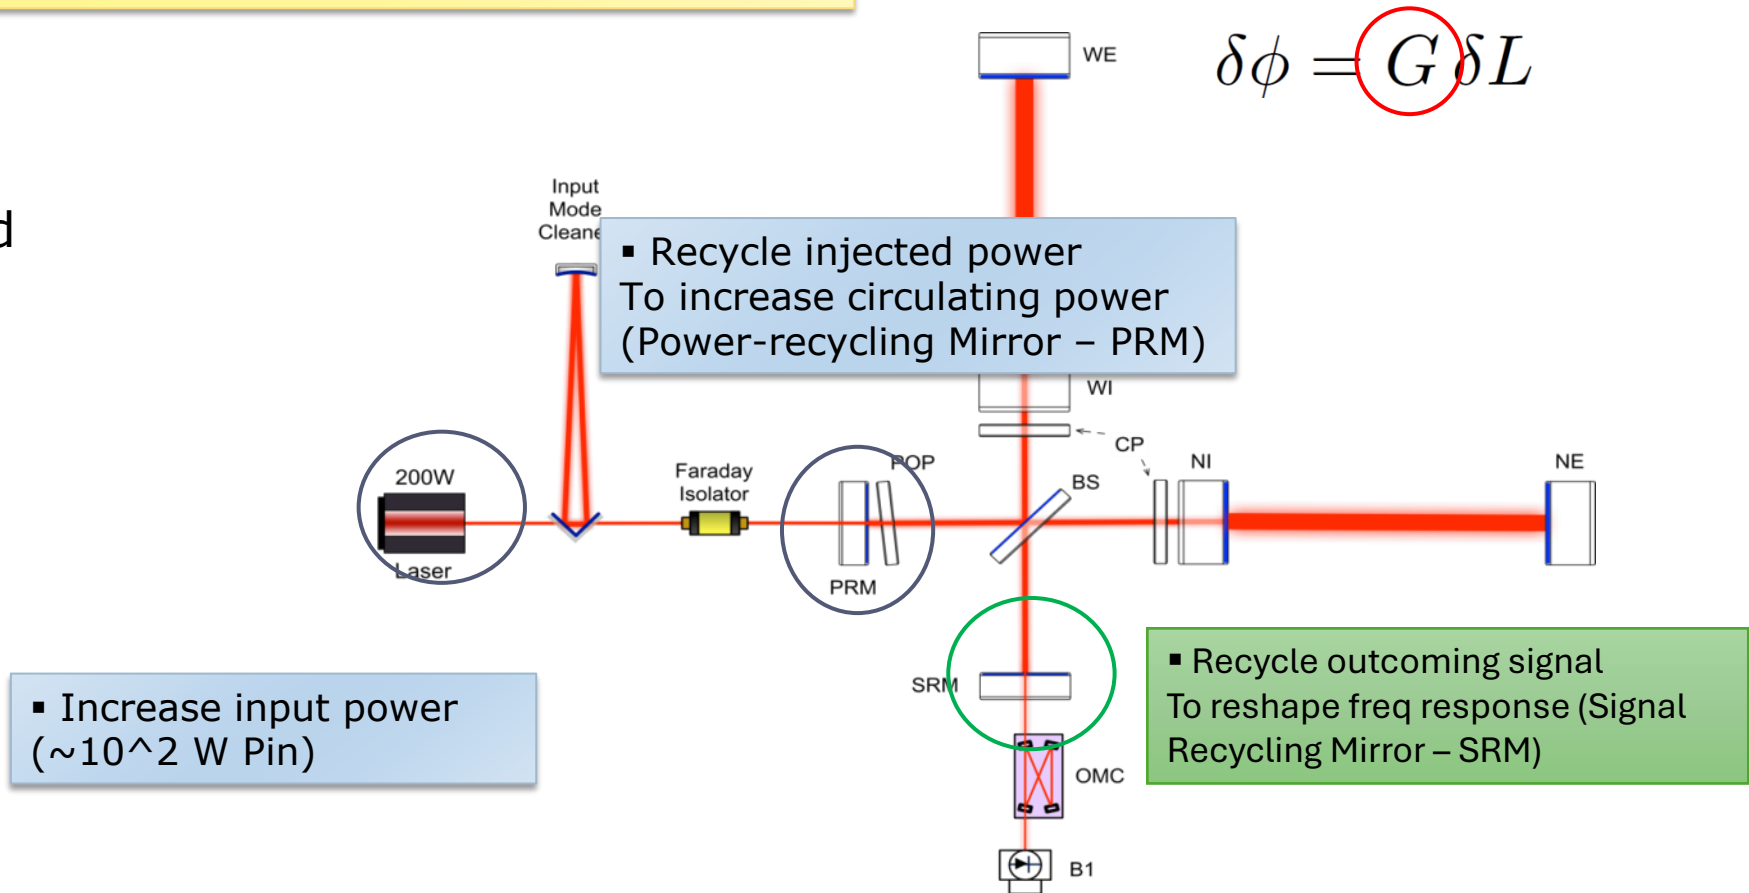 WE
δφ = G δL
Input
Mode
Cleane
d
▪ Recycle injected power
To increase circulating power
(Power-recycling Mirror – PRM)
WI
CP
200W
Faraday
Isolator
POP
BS
NI
NE
Laser
PRM
SRM
▪ Increase input power
(~10^2 W Pin)
▪ Recycle outcoming signal
To reshape freq response (Signal
Recycling Mirror – SRM)
OMC
B1